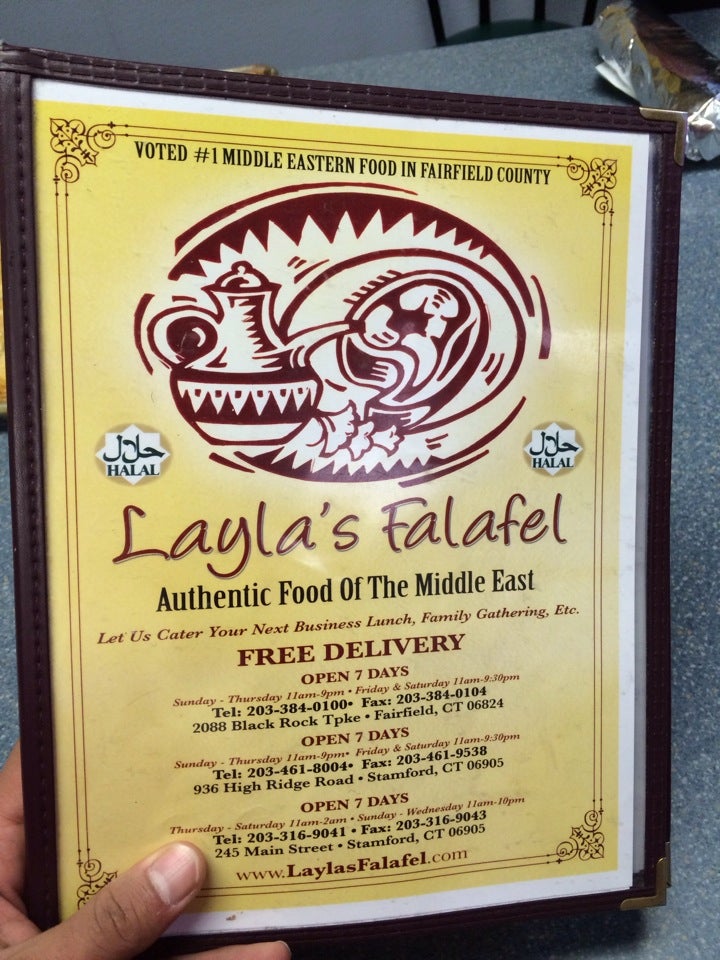 VOTED #1 MIDDLE EASTERN FOOD IN FAIRFIELD COUNTY
حلال
HALAL
حلال
HALAL
Layla's Falafel
Authentic Food Of The Middle East
Let Us Cater Your Next Business Lunch, Family Gathering, Etc.
FREE DELIVERY
OPEN 7 DAYS
Sunday - Thursday 11am-9pm • Friday & Saturday 11am-9:30pm
Tel: 203-384-0100• Fax: 203-384-0104
2088 Black Rock Tpke • Fairfield, CT 06824
OPEN 7 DAYS
Sunday - Thursday 11am-9pm• Friday & Saturday 11am-9:30pm
Tel: 203-461-8004• Fax: 203-461-9538
936 High Ridge Road • Stamford, CT 06905
OPEN 7 DAYS
Thursday - Saturday 11am-2am • Sunday - Wednesday 11am-10pm
Tel: 203-316-9041 • Fax: 203-316-9043
245 Main Street • Stamford, CT 06905
www.LaylasFalafel.com